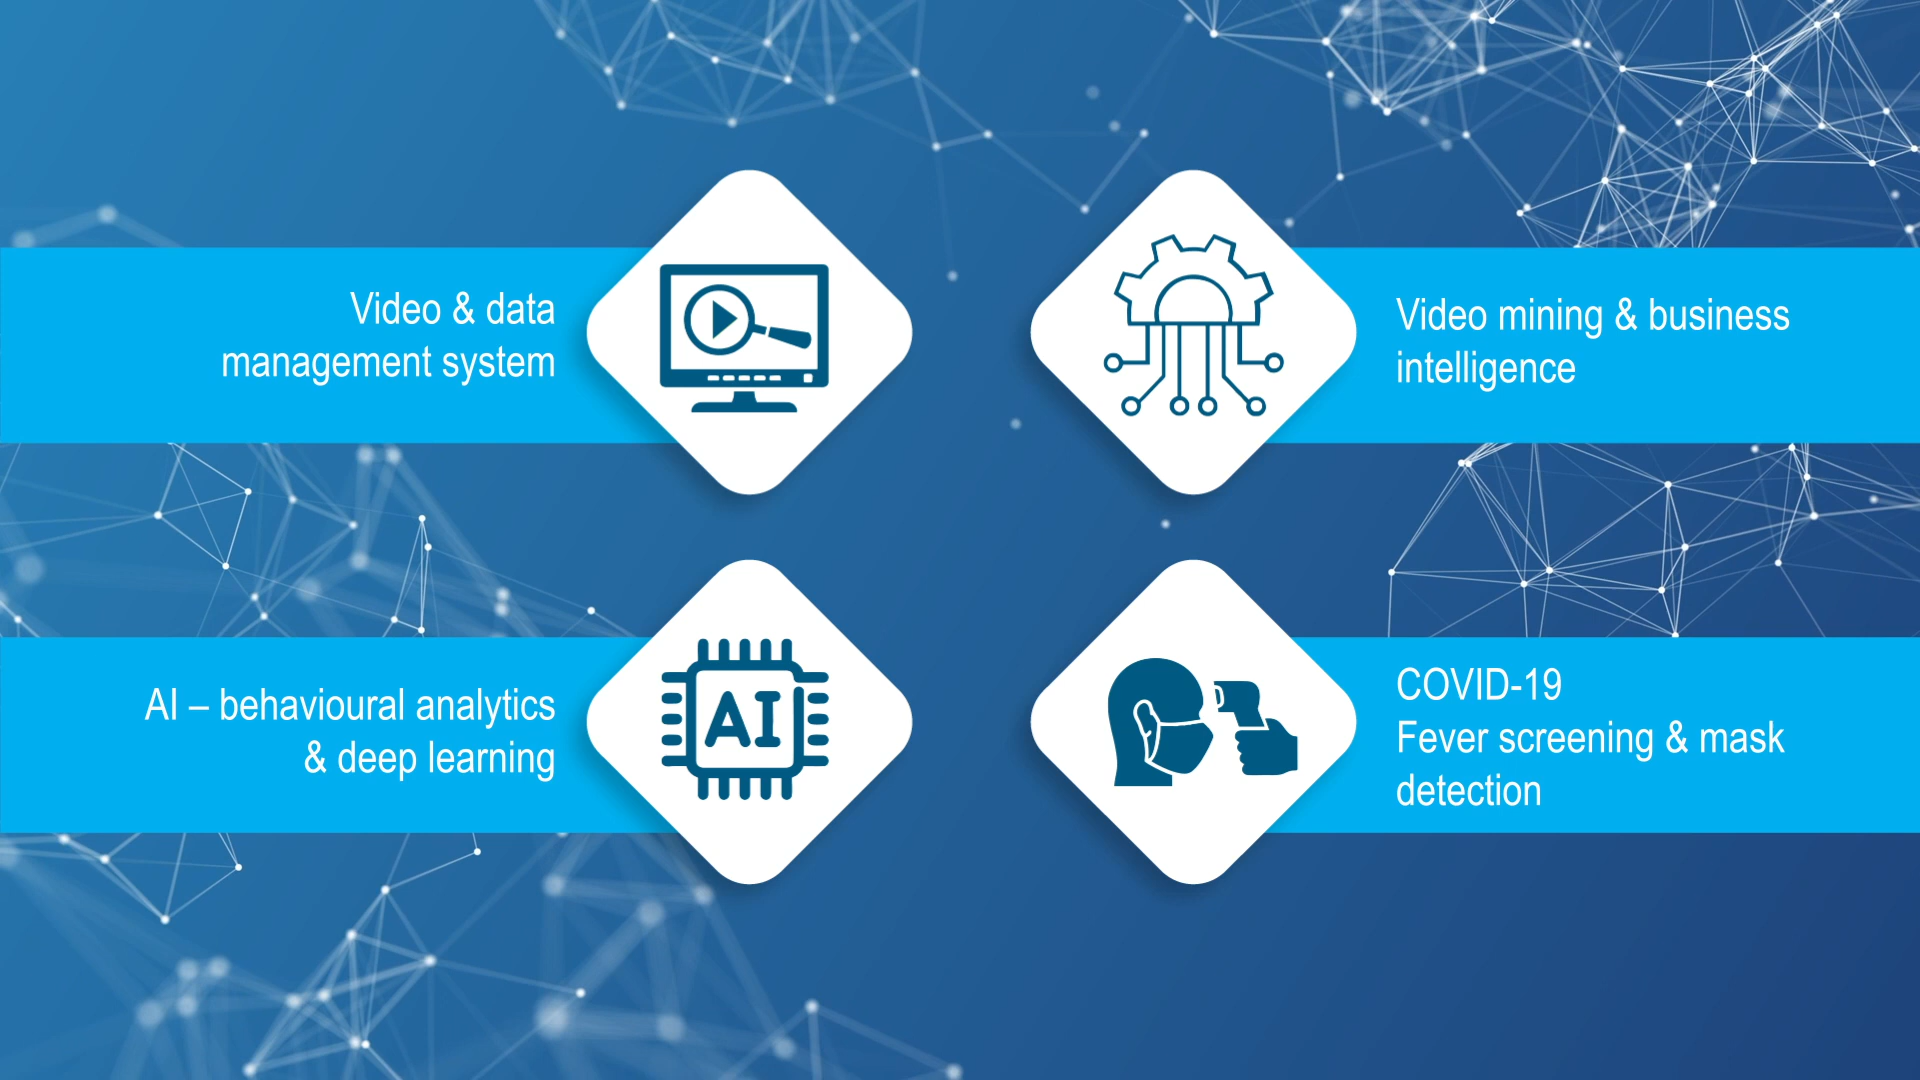 Video & data
management system
Video mining & business
intelligence
AI – behavioural analytics
& deep learning
AI
COVID-19
Fever screening & mask
detection